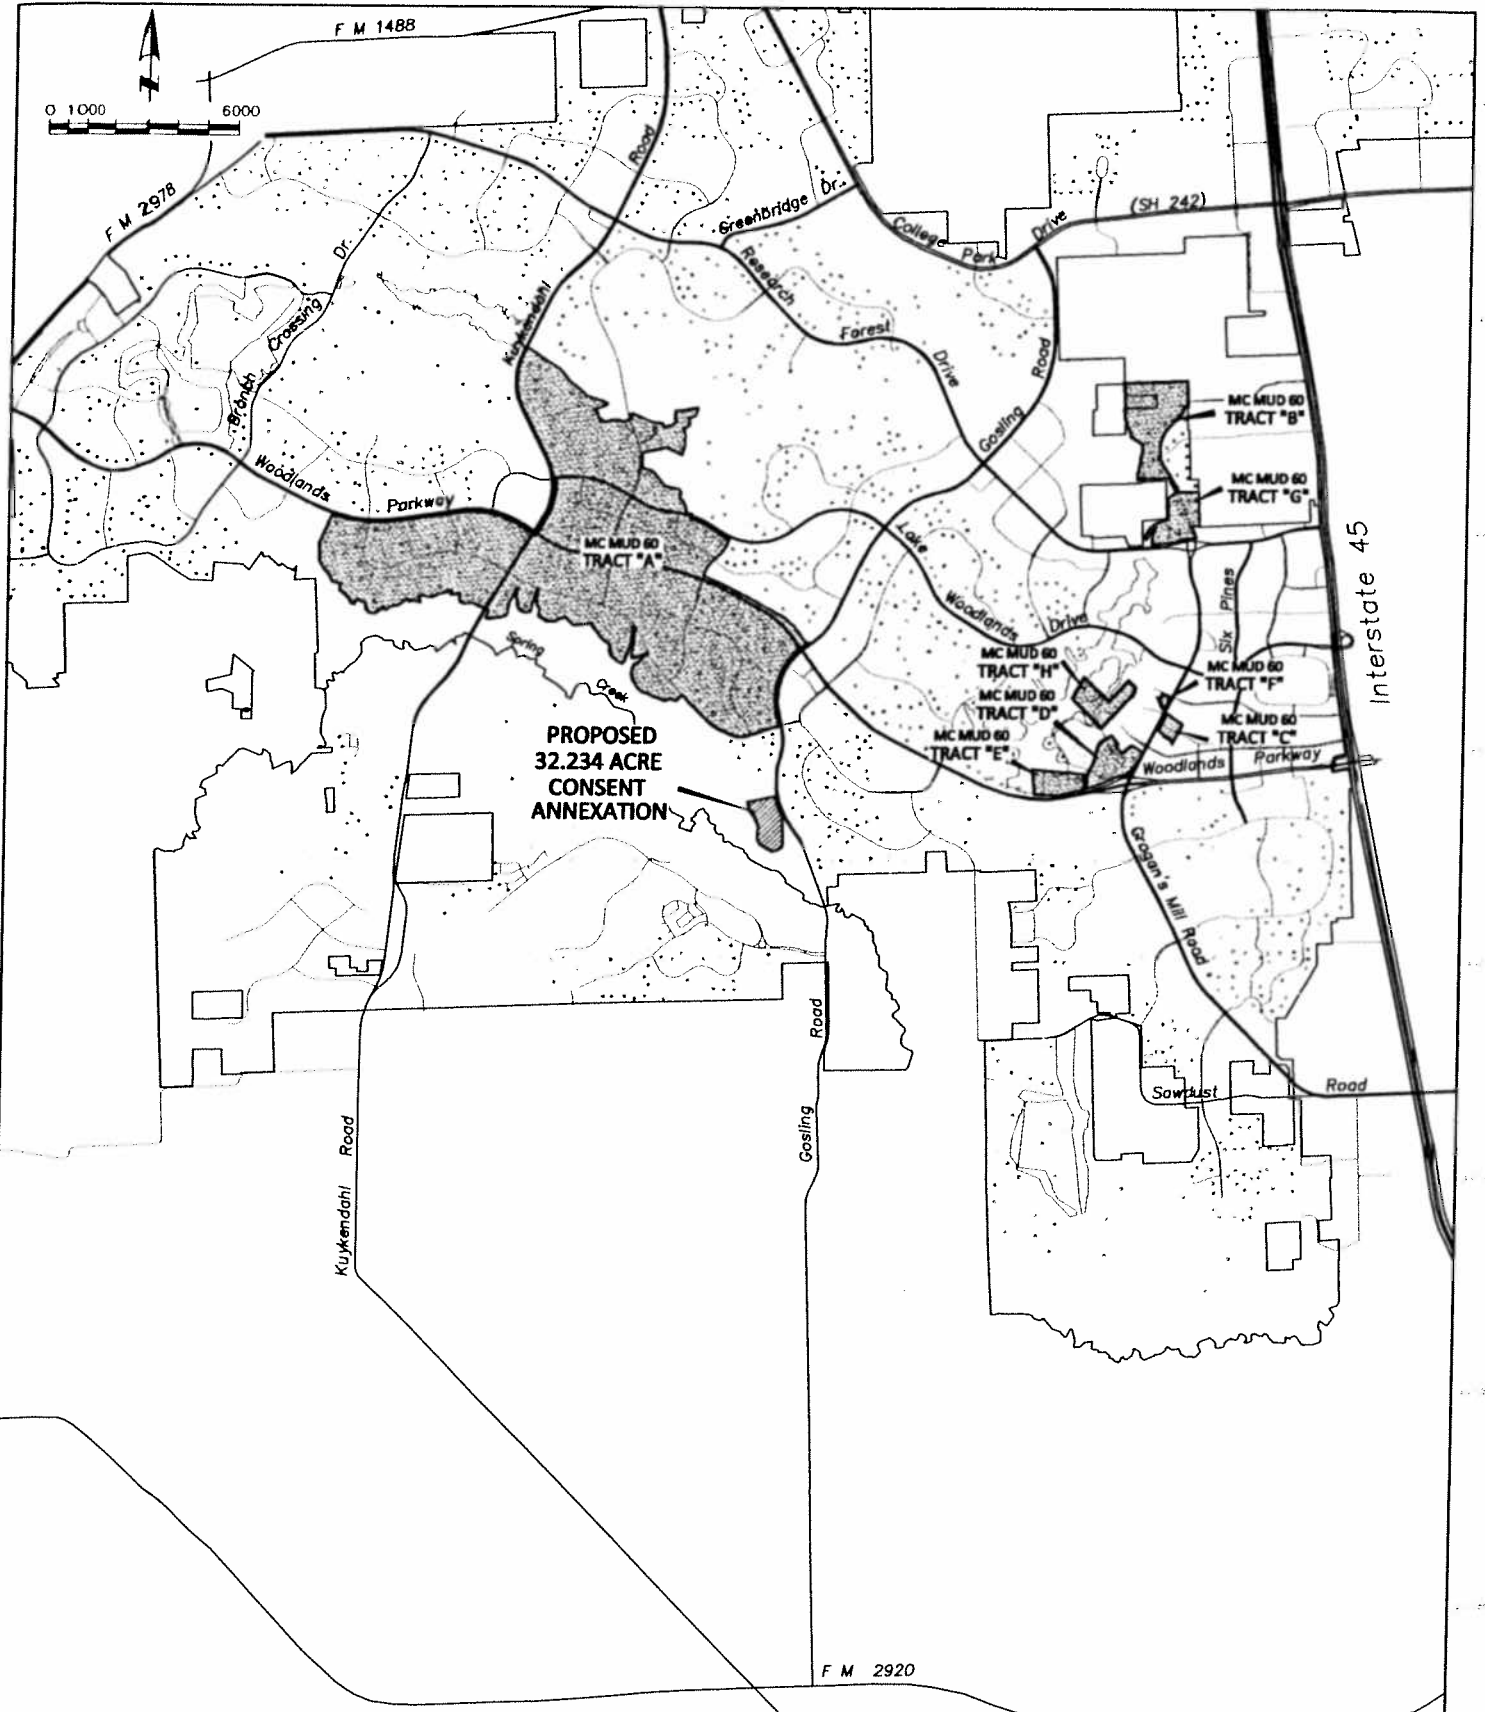 F M 1488
N
0 1000 6000
F M 2978
Road
Greenbridge Dr.
College
Park
Drive
(SH 242)
Dr.
Crossing
Branch
Kuykendahl
Research
Forest
Drive
Road
Gosling
MC MUD 60
TRACT "B"
MC MUD 60
TRACT "G"
Woodlands
Parkway
MC MUD 60
TRACT "A"
Lake
Woodlands
Drive
Six Pines
Interstate 45
Spring
Creek
MC MUD 60
TRACT "H"
MC MUD 60
TRACT "F"
MC MUD 60
TRACT "D"
MC MUD 60
TRACT "C"
MC MUD 60
TRACT "E"
Woodlands Parkway
PROPOSED
32.234 ACRE
CONSENT
ANNEXATION
Grogan's Mill Road
Road
Gosling
Sawdust
Road
Kuykendahl Road
F M 2920